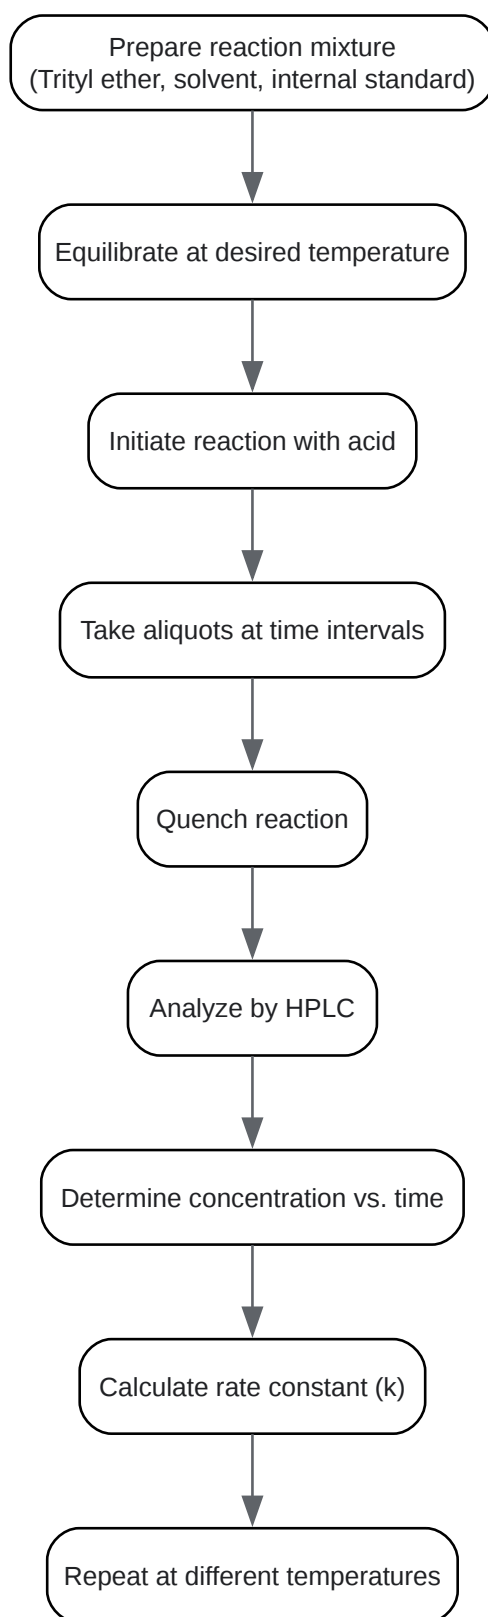 Prepare reaction mixture
(Trityl ether, solvent, internal standard)
Equilibrate at desired temperature
Initiate reaction with acid
Take aliquots at time intervals
Quench reaction
Analyze by HPLC
Determine concentration vs. time
Calculate rate constant (k)
Repeat at different temperatures